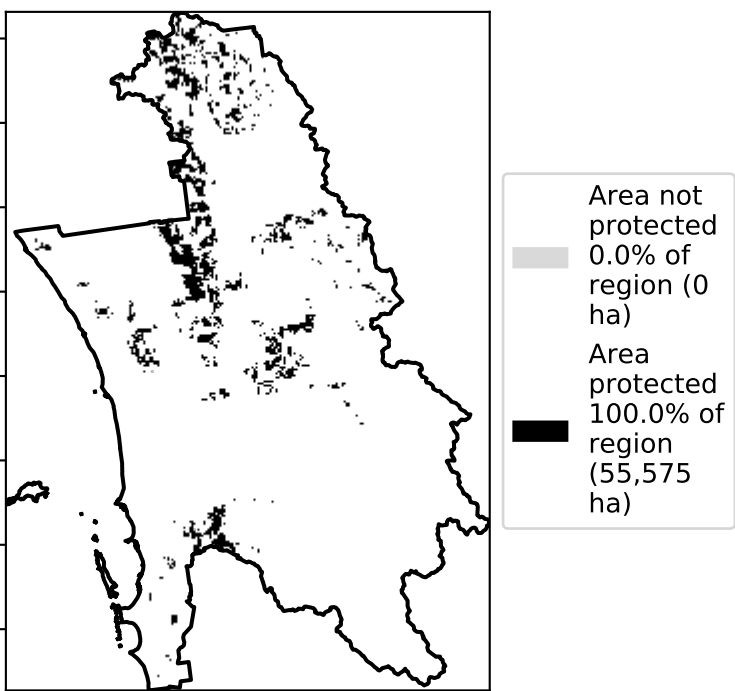 Area not
protected
0.0% of
region (0
ha)
Area
protected
100.0% of
region
(55,575
ha)